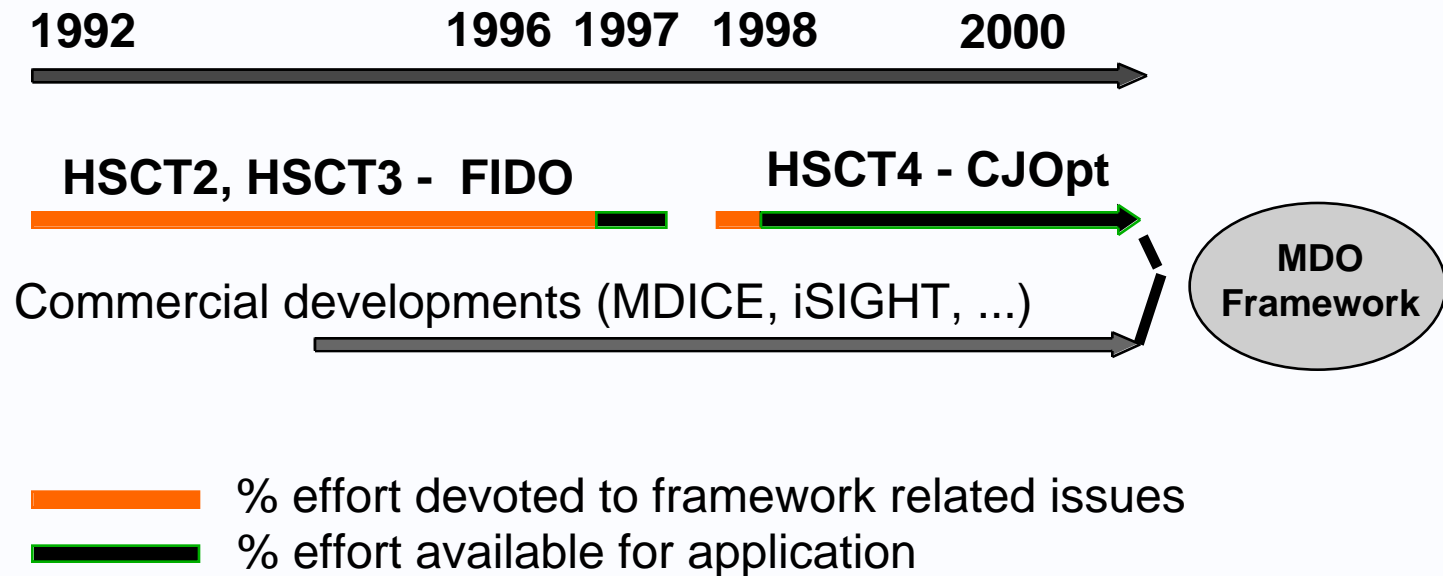 1992 1996 1997 1998 2000
HSCT2, HSCT3 - FIDO HSCT4 - CJOpt
MDO
Framework
Commercial developments (MDICE, iSIGHT, ...)
% effort devoted to framework related issues
% effort available for application